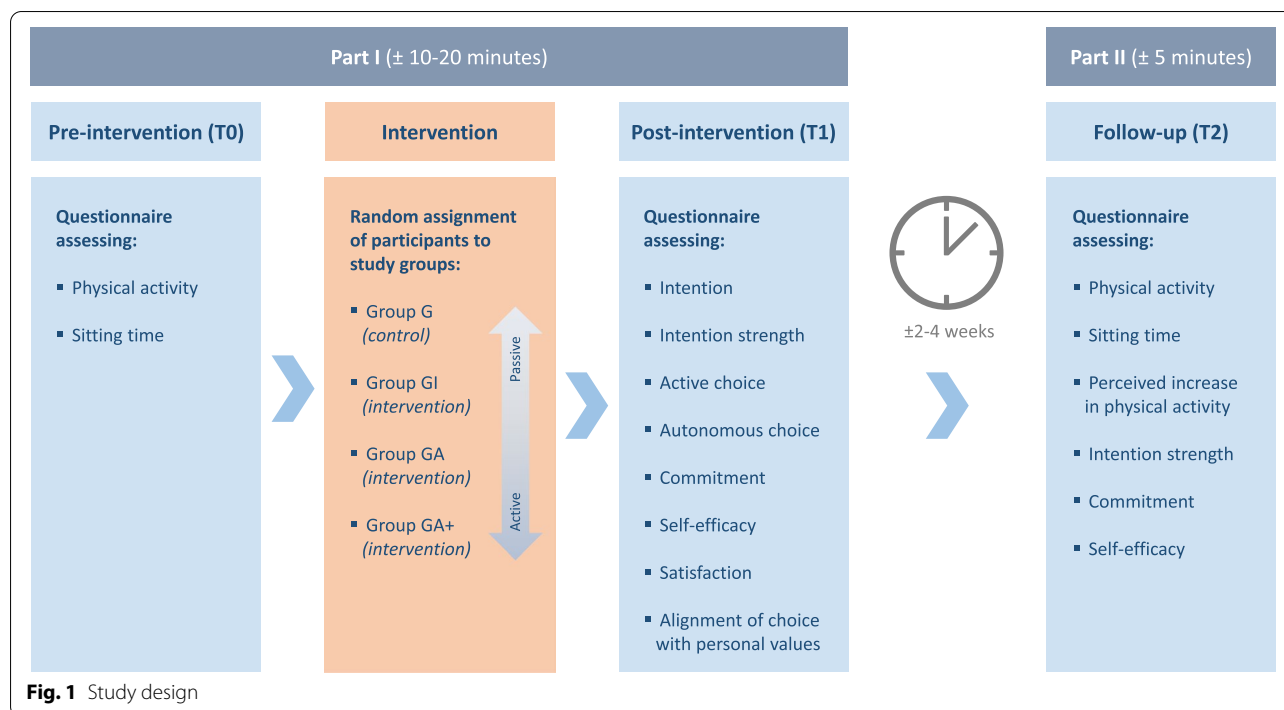 Part I (± 10-20 minutes)
Part II (± 5 minutes)
Pre-intervention (T0)
Intervention
Post-intervention (T1)
Follow-up (T2)
Questionnaire
assessing:
▪ Physical activity
▪ Sitting time
Random assignment
of participants to
study groups:
▪ Group G
(control)
▪ Group GI
(intervention)
▪ Group GA
(intervention)
▪ Group GA+
(intervention)
Passive
Active
Questionnaire
assessing:
▪ Intention
▪ Intention strength
▪ Active choice
▪ Autonomous choice
▪ Commitment
▪ Self-efficacy
▪ Satisfaction
▪ Alignment of choice
with personal values
±2-4 weeks
Questionnaire
assessing:
▪ Physical activity
▪ Sitting time
▪ Perceived increase
in physical activity
▪ Intention strength
▪ Commitment
▪ Self-efficacy
Fig. 1 Study design